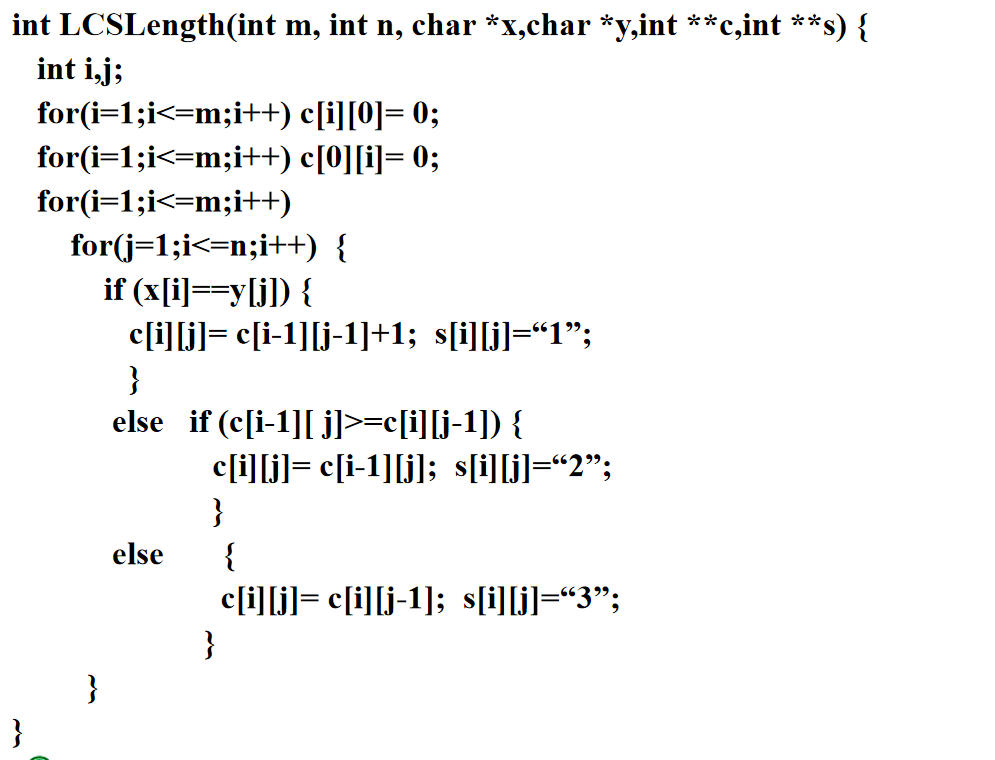 int LCSLength(int m, int n, char *x,char *y,int **c,int **s) {
int i,j;
for(i=1;i<=m;i++) c[i][0]= 0;
for(i=1;i<=m;i++) c[0][i]= 0;
for(i=1;i<=m;i++)
for(j=1;i<=n;i++) {
if (x[i]==y[j]) {
c[i][j]= c[i-1][j-1]+1; s[i][j]=“1”;
}
else if (c[i-1][ j]>=c[i][j-1]) {
c[i][j]= c[i-1][j]; s[i][j]=“2”;
}
else {
c[i][j]= c[i][j-1]; s[i][j]=“3”;
}
}
}